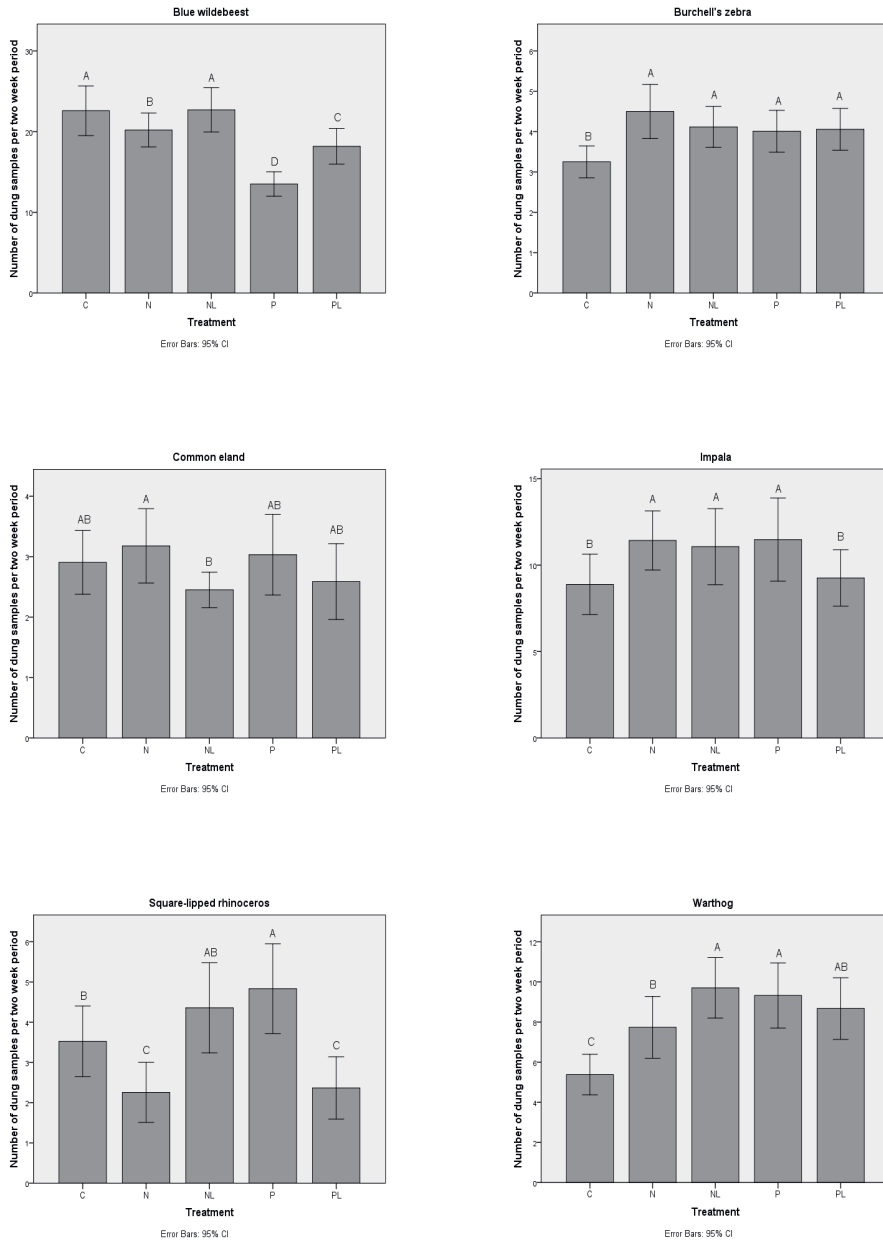 Blue wildebeest
Number of dung samples per two week period
30
20
10
0
A
B
A
D
C
C N NL P PL
Treatment
Error Bars: 95% CI
Burchell's zebra
Number of dung samples per two week period
6
5
4
3
2
1
0
B
A
A
A
A
C N NL P PL
Treatment
Error Bars: 95% CI
Common eland
Number of dung samples per two week period
4
3
2
1
0
AB
A
B
AB
AB
C N NL P PL
Treatment
Error Bars: 95% CI
Impala
Number of dung samples per two week period
15
10
5
0
B
A
A
A
B
C N NL P PL
Treatment
Error Bars: 95% CI
Square-lipped rhinoceros
Number of dung samples per two week period
6
5
4
3
2
1
0
B
C
AB
A
C
C N NL P PL
Treatment
Error Bars: 95% CI
Warthog
Number of dung samples per two week period
12
10
8
6
4
2
0
C
B
A
A
AB
C N NL P PL
Treatment
Error Bars: 95% CI